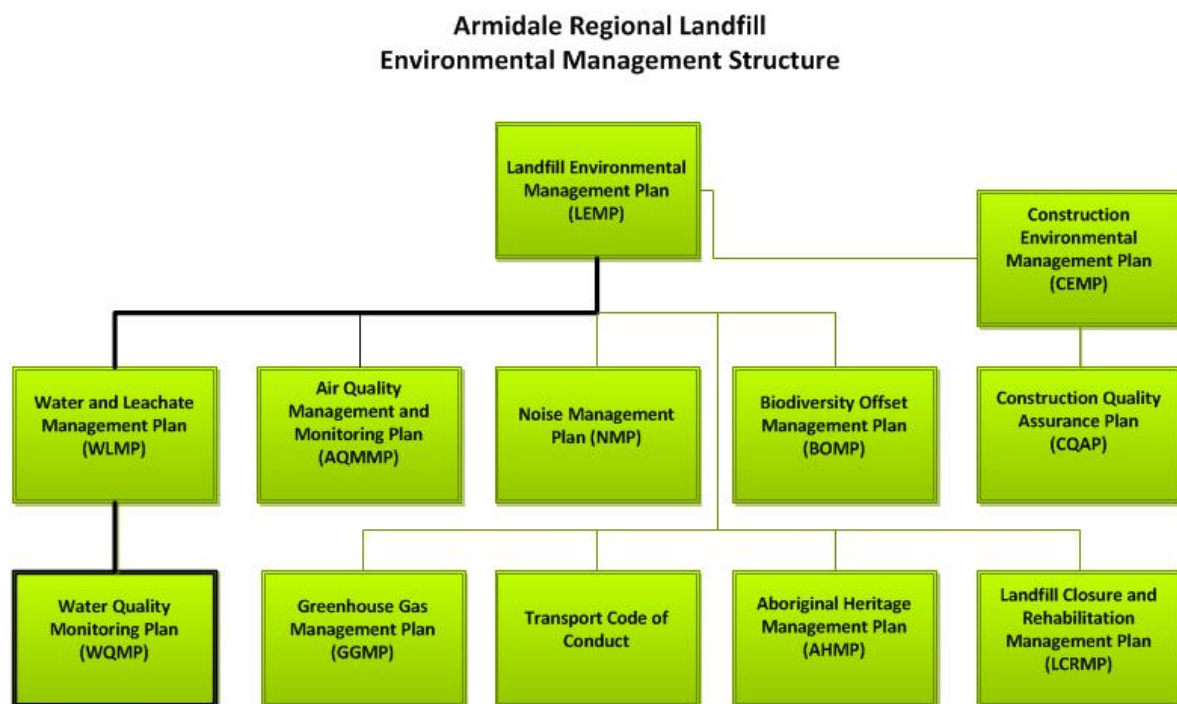 Armidale Regional Landfill
Environmental Management Structure
Landfill Environmental
Management Plan
(LEMP)
Construction
Environmental
Management Plan
(CEMP)
Water and Leachate
Management Plan
(WLMP)
Air Quality
Management and
Monitoring Plan
(AQMMP)
Noise Management
Plan (NMP)
Biodiversity Offset
Management Plan
(BOMP)
Construction Quality
Assurance Plan
(CQAP)
Water Quality
Monitoring Plan
(WQMP)
Greenhouse Gas
Management Plan
(GGMP)
Transport Code of
Conduct
Aboriginal Heritage
Management Plan
(AHMP)
Landfill Closure and
Rehabilitation
Management Plan
(LCRMP)